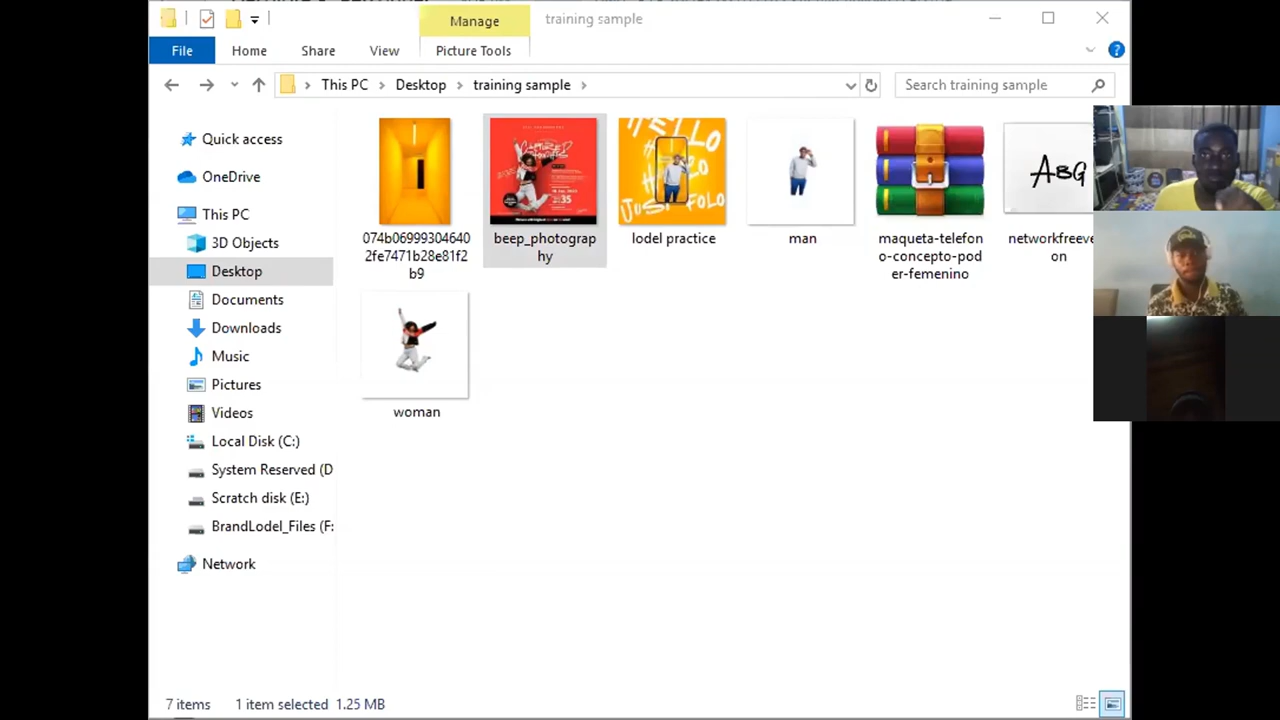 Manage
training sample
File
Home
Share
View
Picture Tools
This PC
Desktop
training sample
Search training sample
Quick access
OneDrive
This PC
3D Objects
Desktop
Documents
Downloads
Music
Pictures
Videos
Local Disk (C:)
System Reserved (D
Scratch disk (E:)
BrandLodel_Files (F:
Network
HELLO
ABG
074b06999304640
2fe7471b28e81f2
b9
beep_photograp
hy
lodel practice
man
maqueta-telefon
o-concepto-pod
er-femenino
networkfreeve
on
woman
7 items
1 item selected
1.25 MB